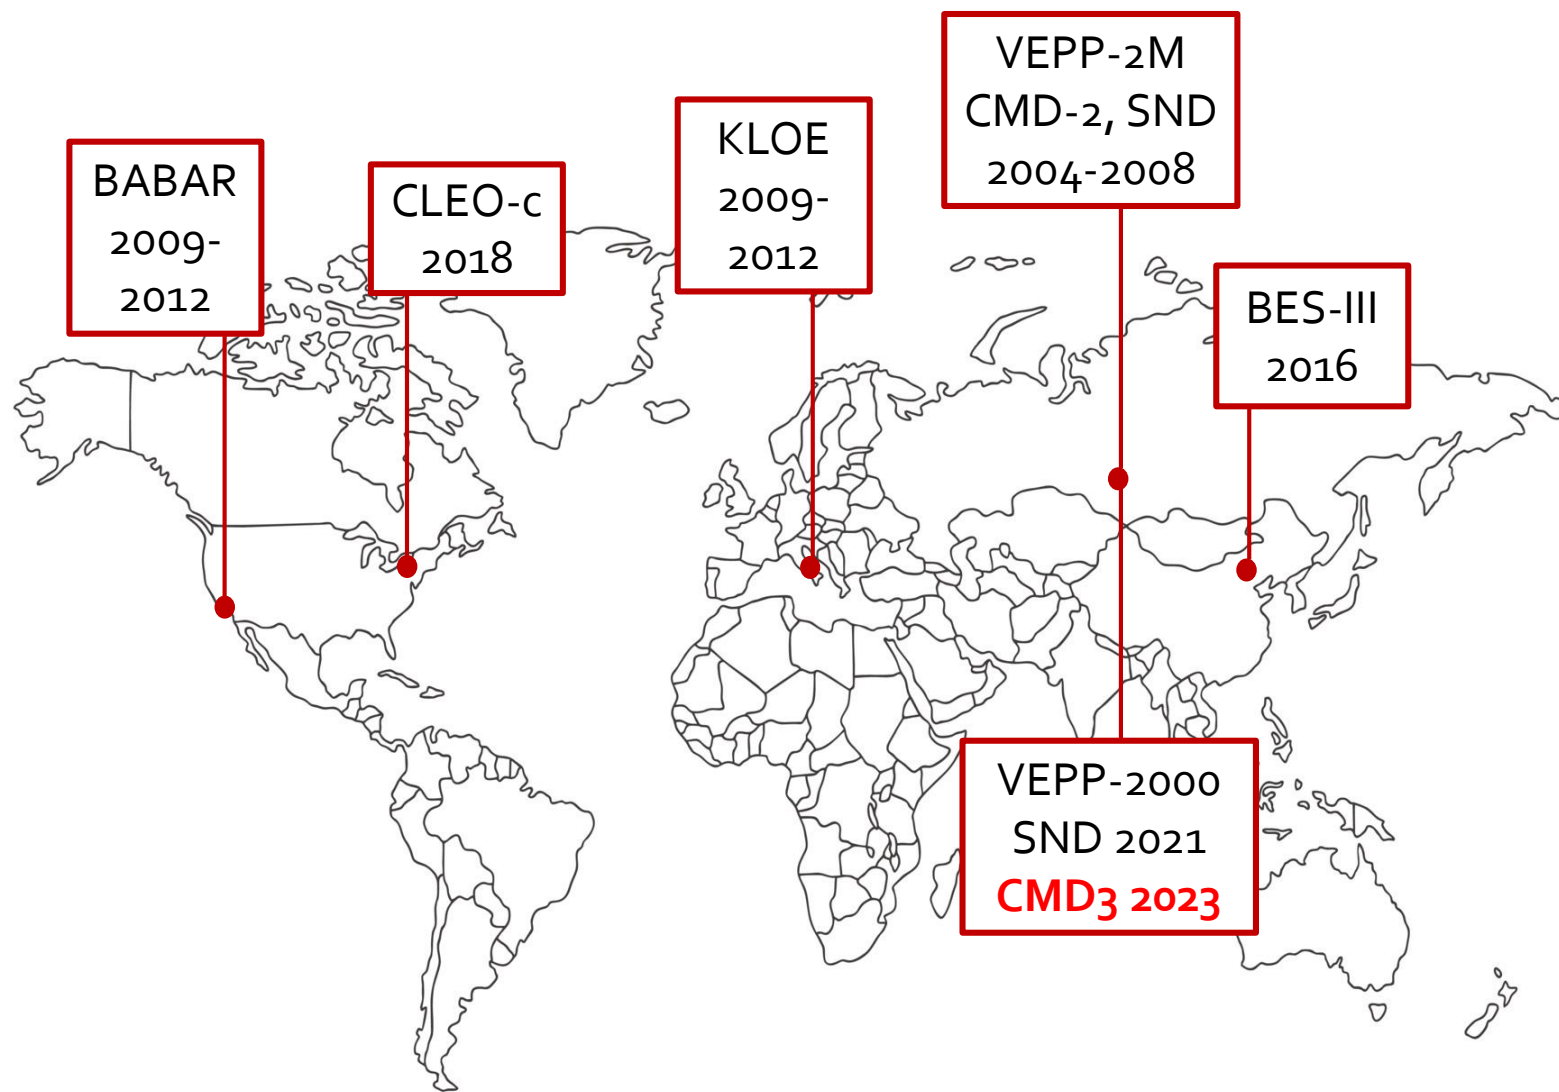 BABAR
2009-
2012
CLEO-c
2018
KLOE
2009-
2012
VEPP-2M
CMD-2, SND
2004-2008
BES-III
2016
VEPP-2000
SND 2021
CMD3 2023